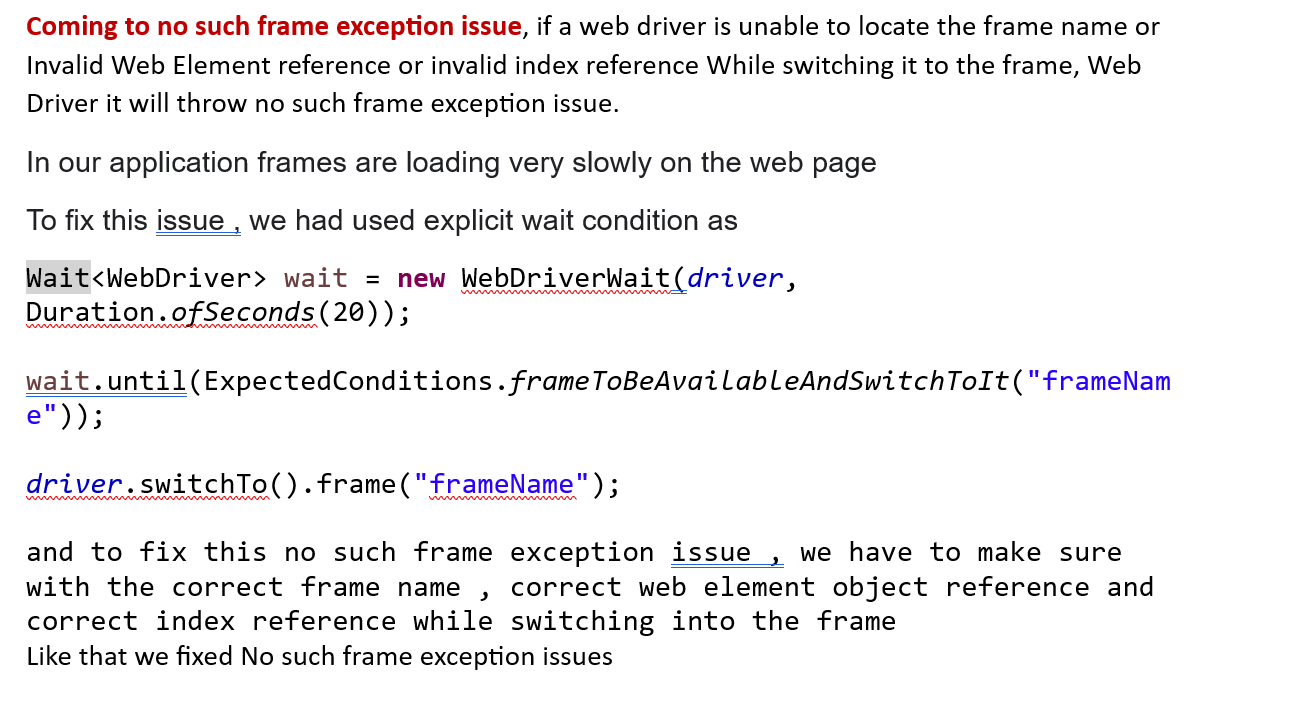 Coming to no such frame exception issue, if a web driver is unable to locate the frame name or
Invalid Web Element reference or invalid index reference While switching it to the frame, Web
Driver it will throw no such frame exception issue.
In our application frames are loading very slowly on the web page
To fix this issue , we had used explicit wait condition as
Wait<WebDriver> wait = new WebDriverWait(driver,
Duration.ofSeconds(20));
wait.until(ExpectedConditions.frameToBeAvailableAndSwitchToIt("frameNam
e"));
driver.switchTo().frame("frameName");
and to fix this no such frame exception issue , we have to make sure
with the correct frame name , correct web element object reference and
correct index reference while switching into the frame
Like that we fixed No such frame exception issues